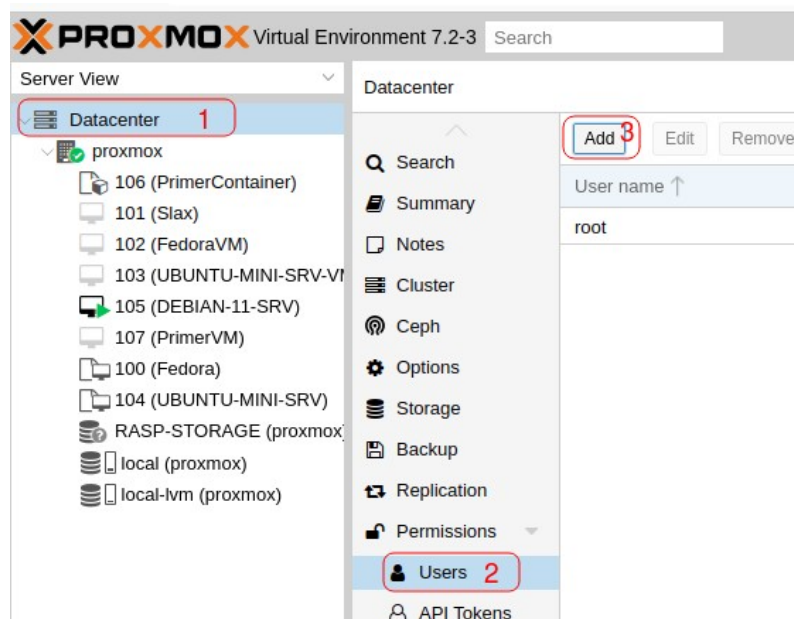 PROXMOX Virtual Environment 7.2-3 Search
Server View
Datacenter 1
proxmox
106 (PrimerContainer)
101 (Slax)
102 (FedoraVM)
103 (UBUNTU-MINI-SRV-VM
105 (DEBIAN-11-SRV)
107 (PrimerVM)
100 (Fedora)
104 (UBUNTU-MINI-SRV)
RASP-STORAGE (proxmox)
local (proxmox)
local-lvm (proxmox)
Datacenter
Search
Summary
Notes
Cluster
Ceph
Options
Storage
Backup
Replication
Permissions
Users 2
API Tokens
Add 3 Edit Remove
User name
root